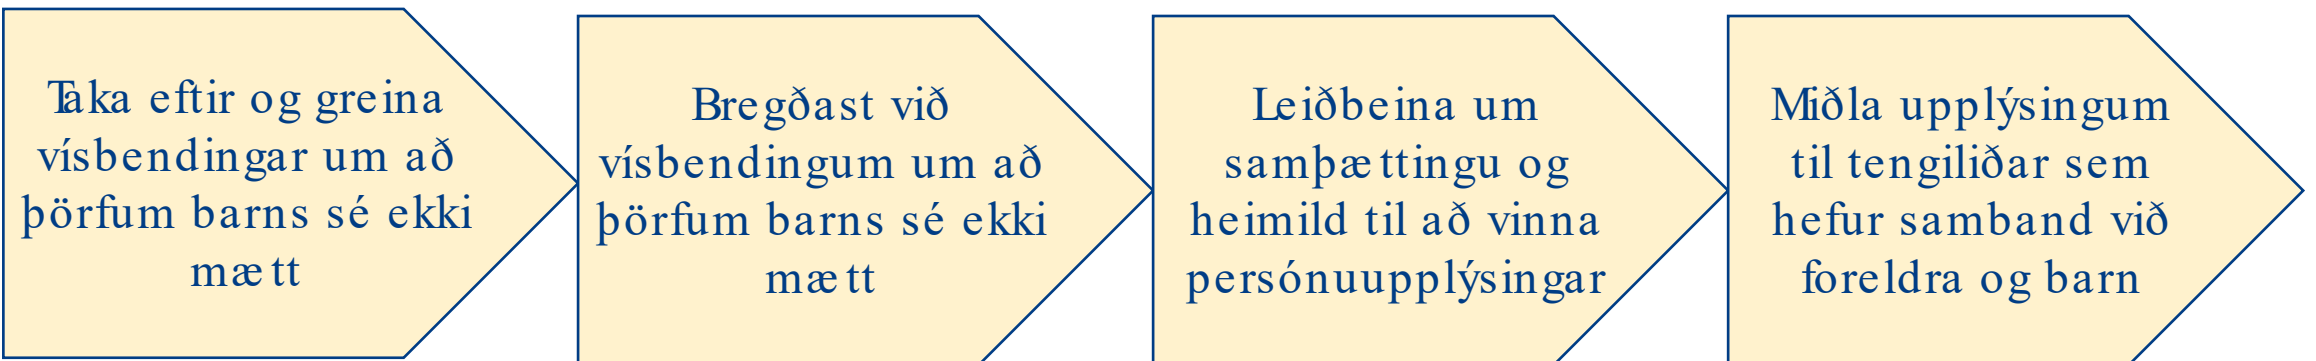 Taka eftir og greina
vísbendingar um að
þörfum barns sé ekki
mætt
Bregðast við
vísbendingum um að
þörfum barns sé ekki
mætt
Leiðbeina um
samþættingu og
heimild til að vinna
persónuupplýsingar
Miðla upplýsingum
til tengiliðar sem
hefur samband við
foreldra og barn